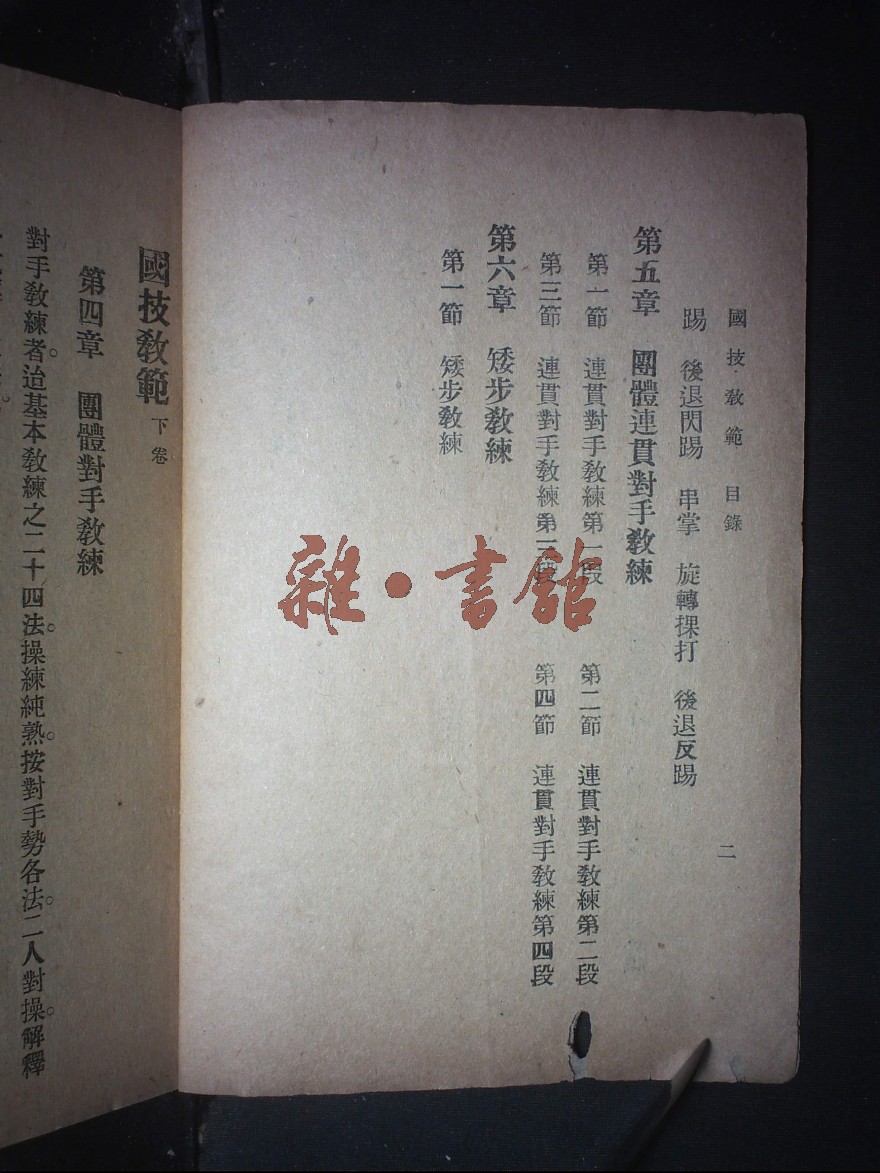 國技教範 目錄
二
踢 後退閃踢 串掌 旋轉捰打 後退反踢
第五章 團體連貫對手教練
第一節 連貫對手教練第一段 第二節 連貫對手教練第二段
第三節 連貫對手教練第三段 第四節 連貫對手教練第四段
第六章 矮步教練
第一節 矮步教練
國技教範 下卷
第四章 團體對手教練
對手教練者。迨基本教練之二十四法。操練純熟。按對手勢各法。二人對操。解釋
雜·書館